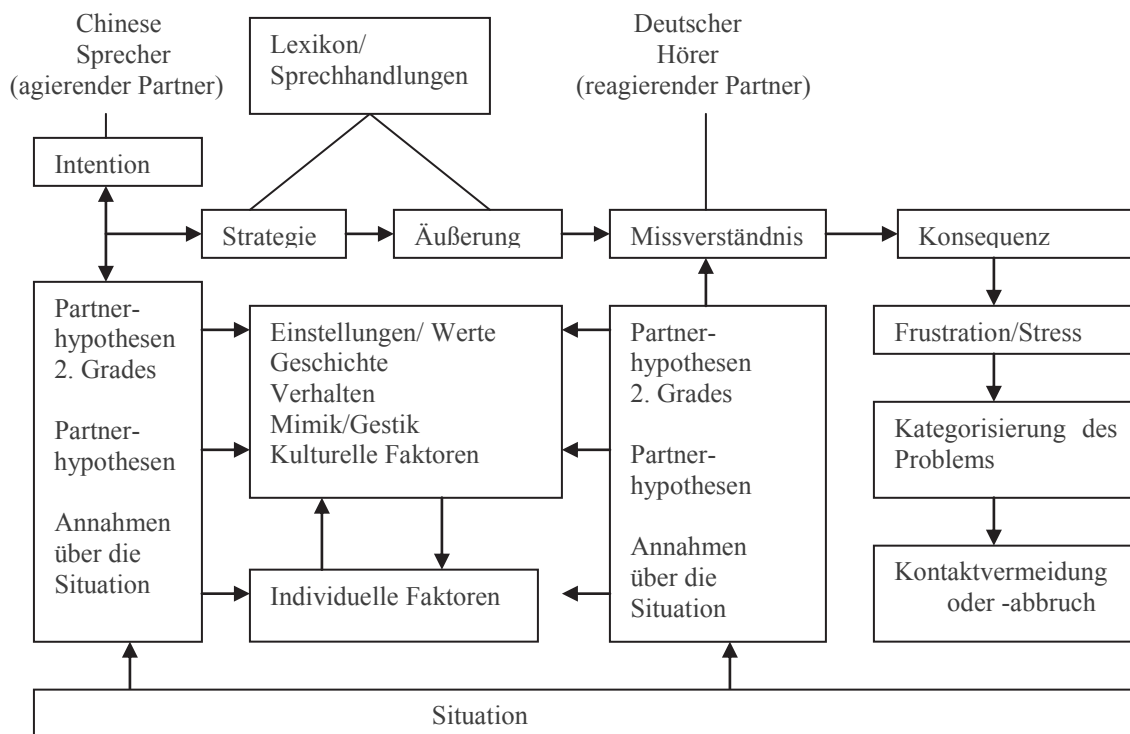 Chinese
Sprecher
(agierender Partner)
Lexikon/
Sprechhandlungen
Deutscher
Hörer
(reagierender Partner)
Intention
Strategie
Äußerung
Missverständnis
Konsequenz
Partner-
hypothesen
2. Grades
Partner-
hypothesen
Annahmen
über die
Situation
Einstellungen/ Werte
Geschichte
Verhalten
Mimik/Gestik
Kulturelle Faktoren
Individuelle Faktoren
Partner-
hypothesen
2. Grades
Partner-
hypothesen
Annahmen
über die
Situation
Frustration/Stress
Kategorisierung des
Problems
Kontaktvermeidung
oder -abbruch
Situation